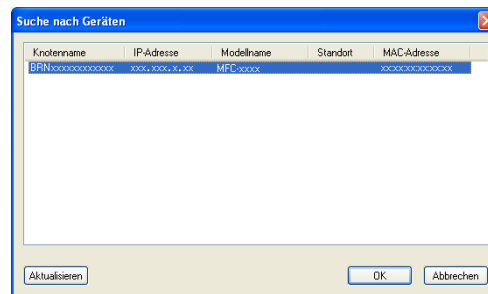 Suche nach Geräten
Knotenname IP-Adresse Modellname Standort MAC-Adresse
BRNxxxxxxxxxxxx xxx.xxx.x.xx MFC-xxxx xxxxxxxxxxxx
Aktualisieren OK Abbrechen